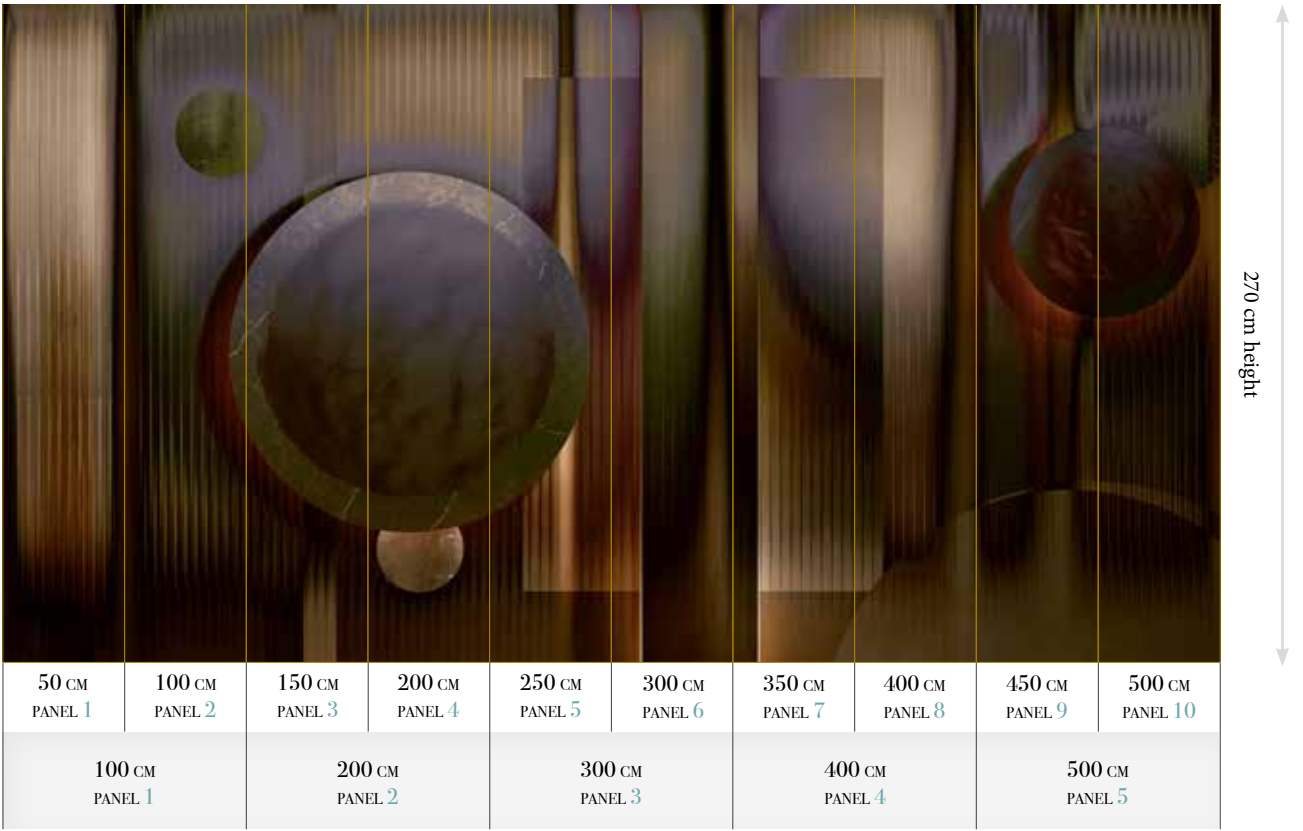 50 CM
PANEL 1
100 CM
PANEL 2
150 CM
PANEL 3
200 CM
PANEL 4
250 CM
PANEL 5
300 CM
PANEL 6
350 CM
PANEL 7
400 CM
PANEL 8
450 CM
PANEL 9
500 CM
PANEL 10
100 CM
PANEL 1
200 CM
PANEL 2
300 CM
PANEL 3
400 CM
PANEL 4
500 CM
PANEL 5
270 cm height